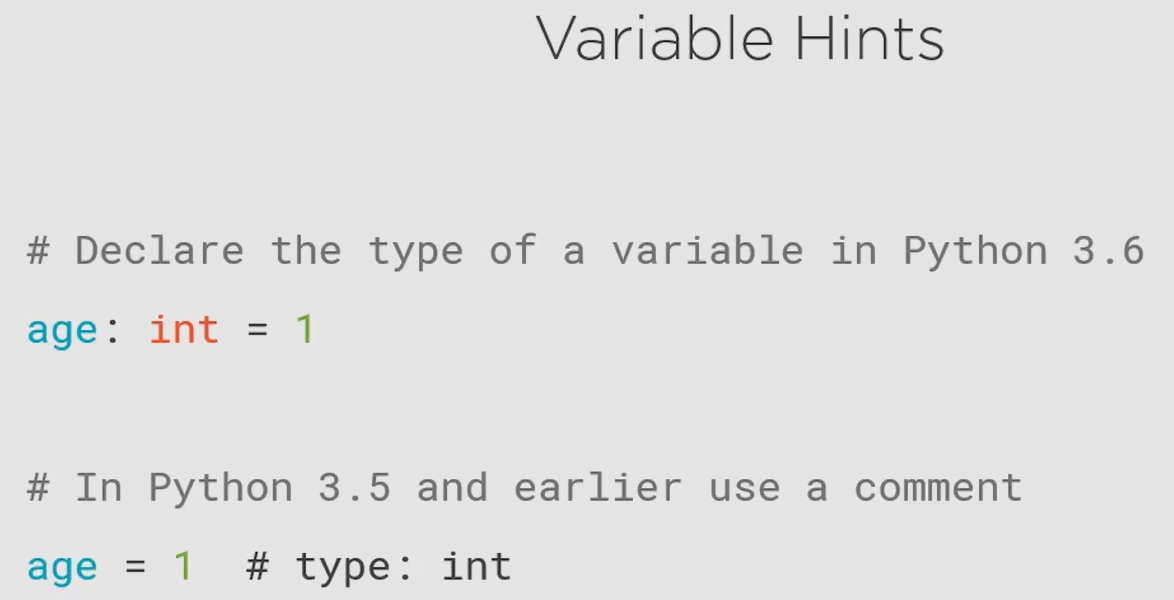 Variable Hints
# Declare the type of a variable in Python 3.6
age: int = 1
# In Python 3.5 and earlier use a comment
age = 1  # type: int